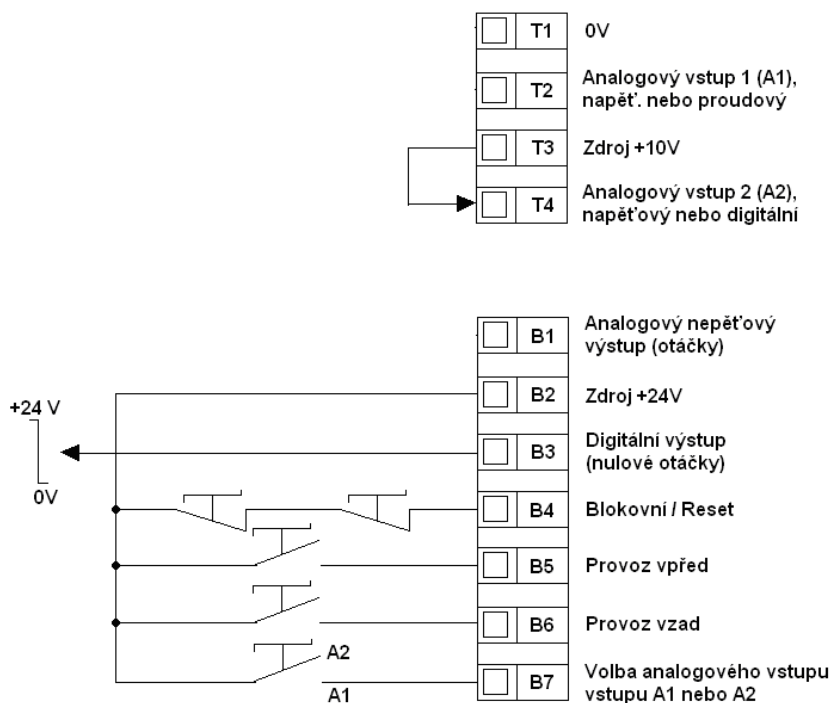 T1 0V
T2 Analogový vstup 1 (A1),
napěť. nebo proudový
T3 Zdroj +10V
T4 Analogový vstup 2 (A2),
napěťový nebo digitální
B1 Analogový nepěťový
výstup (otáčky)
B2 Zdroj +24V
+24 V
B3 Digitální výstup
(nulové otáčky)
0V
B4 Blokovní / Reset
B5 Provoz vpřed
B6 Provoz vzad
A2
B7 Volba analogového vstupu
A1 vstupu A1 nebo A2